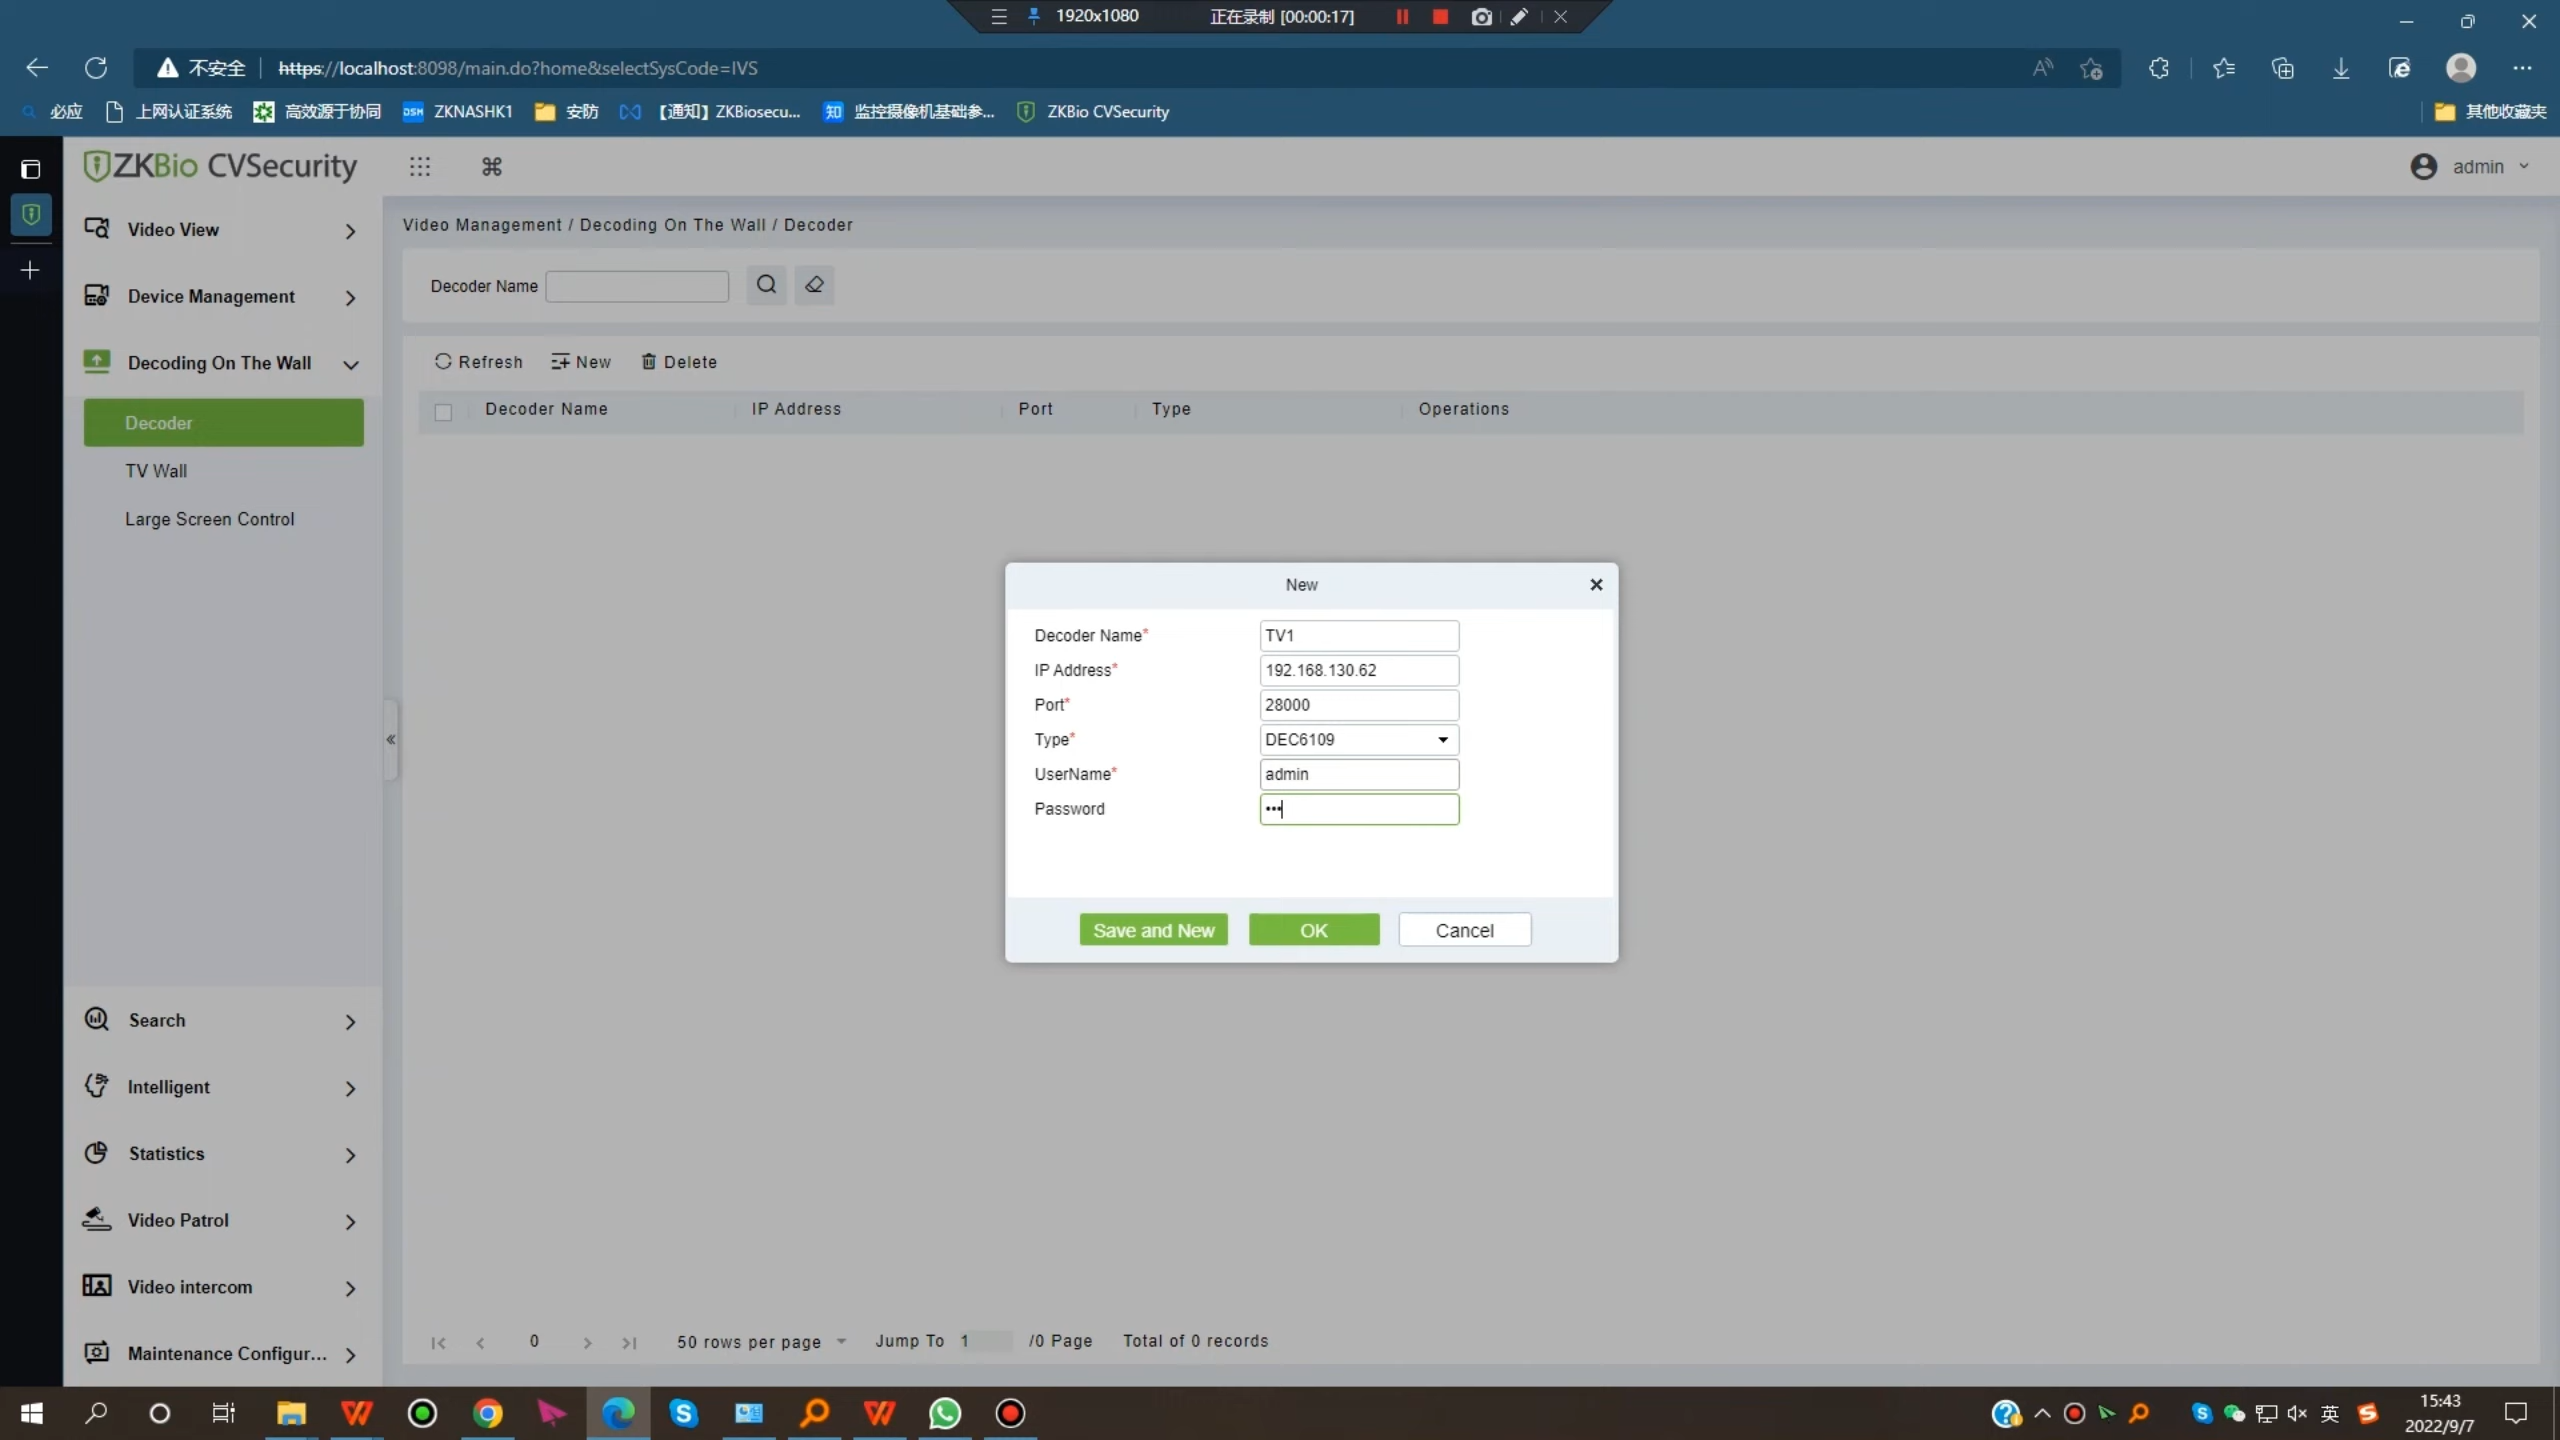 1920x1080 正在录制 [00:00:17]
不安全 https://localhost:8098/main.do?home&selectSysCode=IVS
必应 上网认证系统 高效源于协同 DSM ZKNASHK1 安防 【通知】ZKBiosecu... 知 监控摄像机基础参... ZKBio CVSecurity 其他收藏夹
ZKBio CVSecurity admin
Video View
Device Management
Decoding On The Wall
Decoder
TV Wall
Large Screen Control
Search
Intelligent
Statistics
Video Patrol
Video intercom
Maintenance Configur...
Video Management / Decoding On The Wall / Decoder
Decoder Name
Refresh New Delete
Decoder Name IP Address Port Type Operations
New
Decoder Name* TV1
IP Address* 192.168.130.62
Port* 28000
Type* DEC6109
UserName* admin
Password •••
Save and New OK Cancel
0 50 rows per page Jump To 1 /0 Page Total of 0 records
英 15:43
2022/9/7